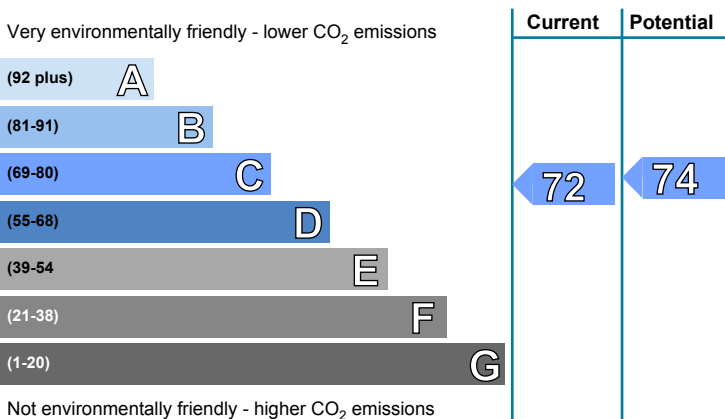 Very environmentally friendly - lower CO₂ emissions
Current
Potential
(92 plus) A
(81-91) B
(69-80) C
(55-68) D
(39-54 E
(21-38) F
(1-20) G
72
74
Not environmentally friendly - higher CO₂ emissions